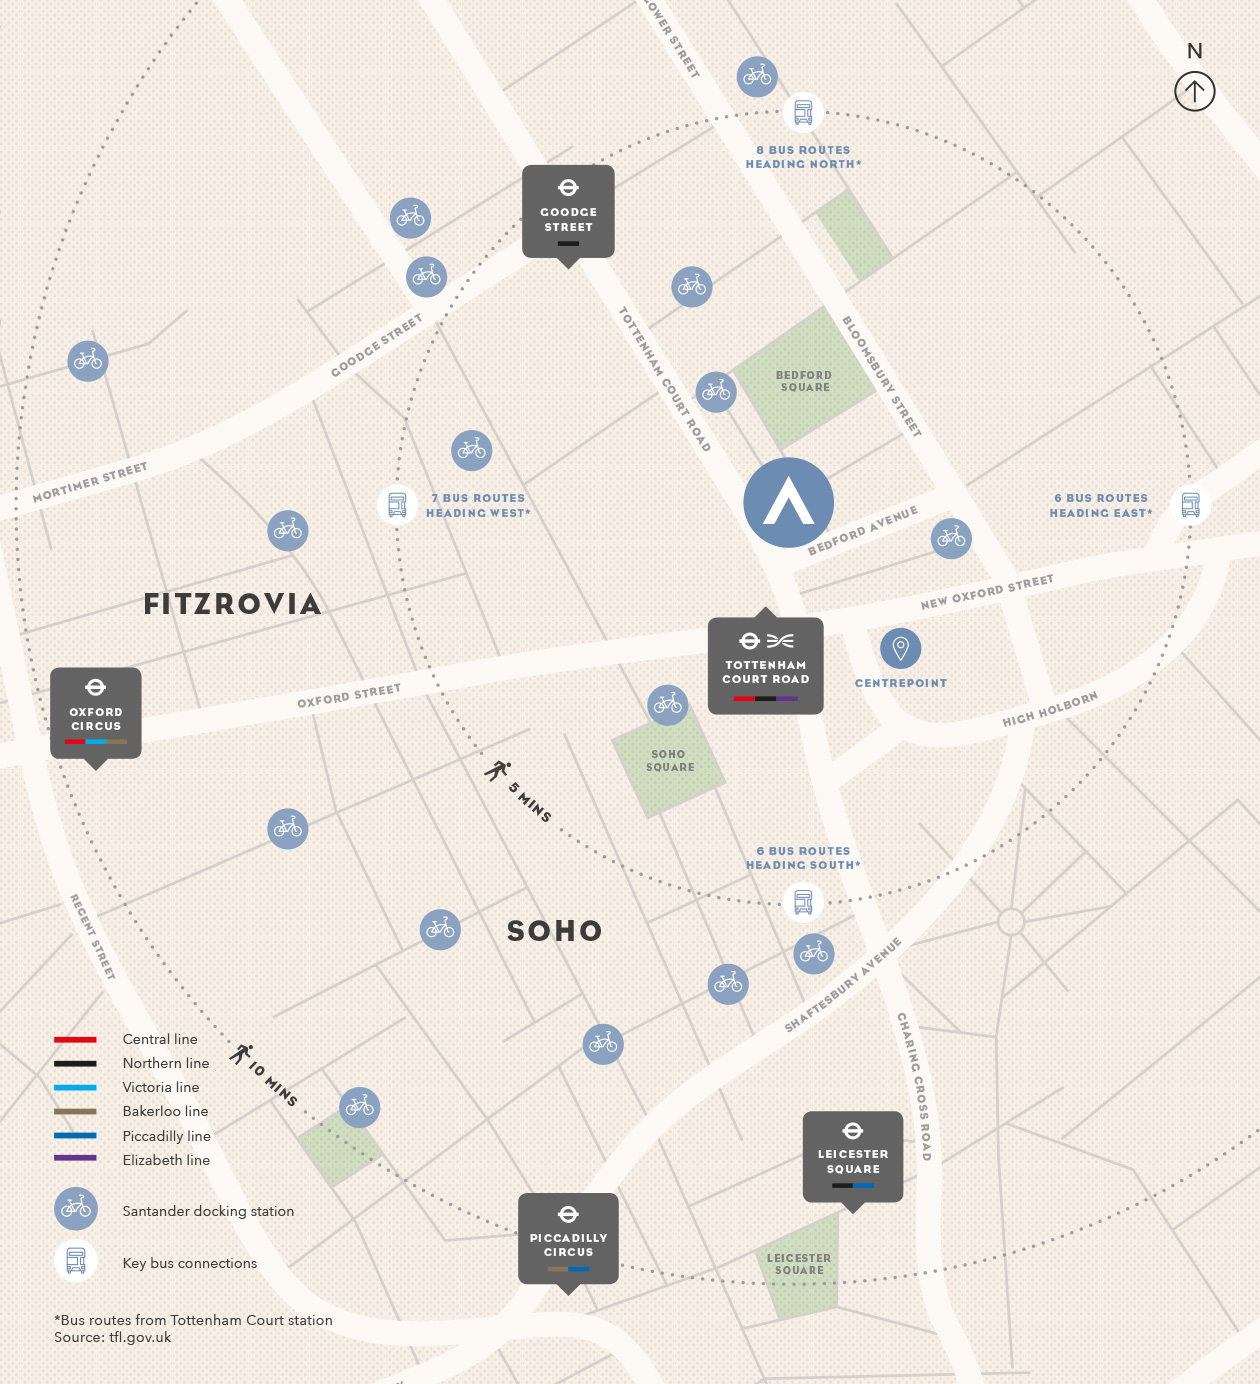 LOWER STREET
N
8 BUS ROUTES
HEADING NORTH*
GOODGE
STREET
GOODGE STREET
TOTTENHAM COURT ROAD
BLOOMSBURY STREET
BEDFORD
SQUARE
MORTIMER STREET
7 BUS ROUTES
HEADING WEST*
6 BUS ROUTES
HEADING EAST*
BEDFORD AVENUE
NEW OXFORD STREET
FITZROVIA
TOTTENHAM
COURT ROAD
CENTREPOINT
OXFORD STREET
OXFORD
CIRCUS
HIGH HOLBORN
SOHO
SQUARE
5 MINS
6 BUS ROUTES
HEADING SOUTH*
REGENT STREET
SOHO
SHAFTESBURY AVENUE
CHARING CROSS ROAD
10 MINS
Central line
Northern line
Victoria line
Bakerloo line
Piccadilly line
Elizabeth line
LEICESTER
SQUARE
Santander docking station
PICCADILLY
CIRCUS
Key bus connections
LEICESTER
SQUARE
*Bus routes from Tottenham Court station
Source: tfl.gov.uk